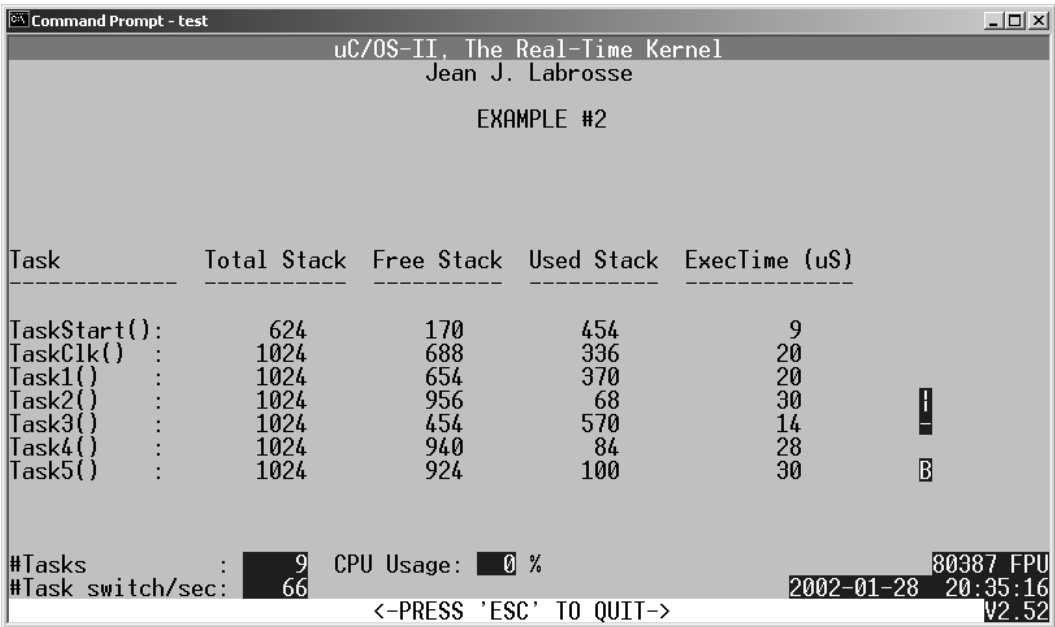 Command Prompt - test
uC/OS-II, The Real-Time Kernel
Jean J. Labrosse
EXAMPLE #2
Task Total Stack Free Stack Used Stack ExecTime (uS)
------------- ----------- ---------- ---------- -------------
TaskStart(): 624 170 454 9
TaskClk() : 1024 688 336 20
Task1() : 1024 654 370 20
Task2() : 1024 956 68 30 |
Task3() : 1024 454 570 14 -
Task4() : 1024 940 84 28
Task5() : 1024 924 100 30 B
#Tasks : 9 CPU Usage: 0 % 80387 FPU
#Task switch/sec: 66 2002-01-28 20:35:16
<-PRESS 'ESC' TO QUIT-> V2.52